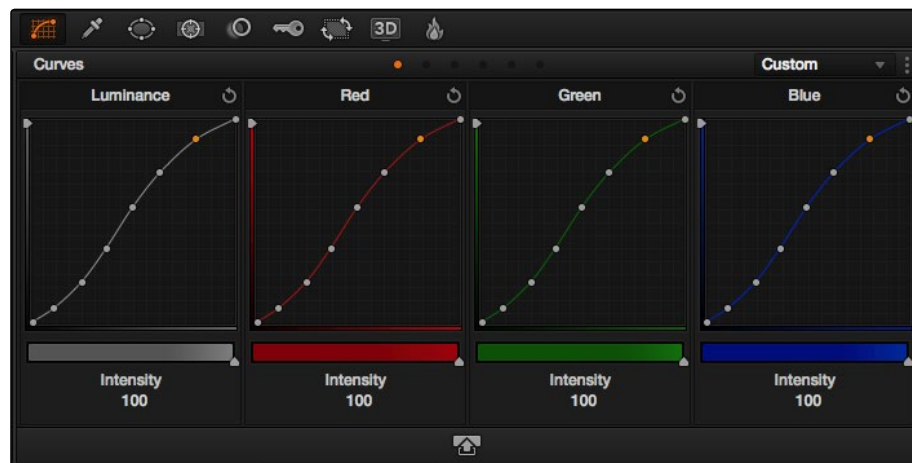 3D
Curves
Custom
Luminance
Red
Green
Blue
Intensity
100
Intensity
100
Intensity
100
Intensity
100